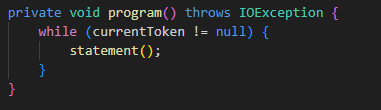 private void program() throws IOException {
    while (currentToken != null) {
        statement();
    }
}